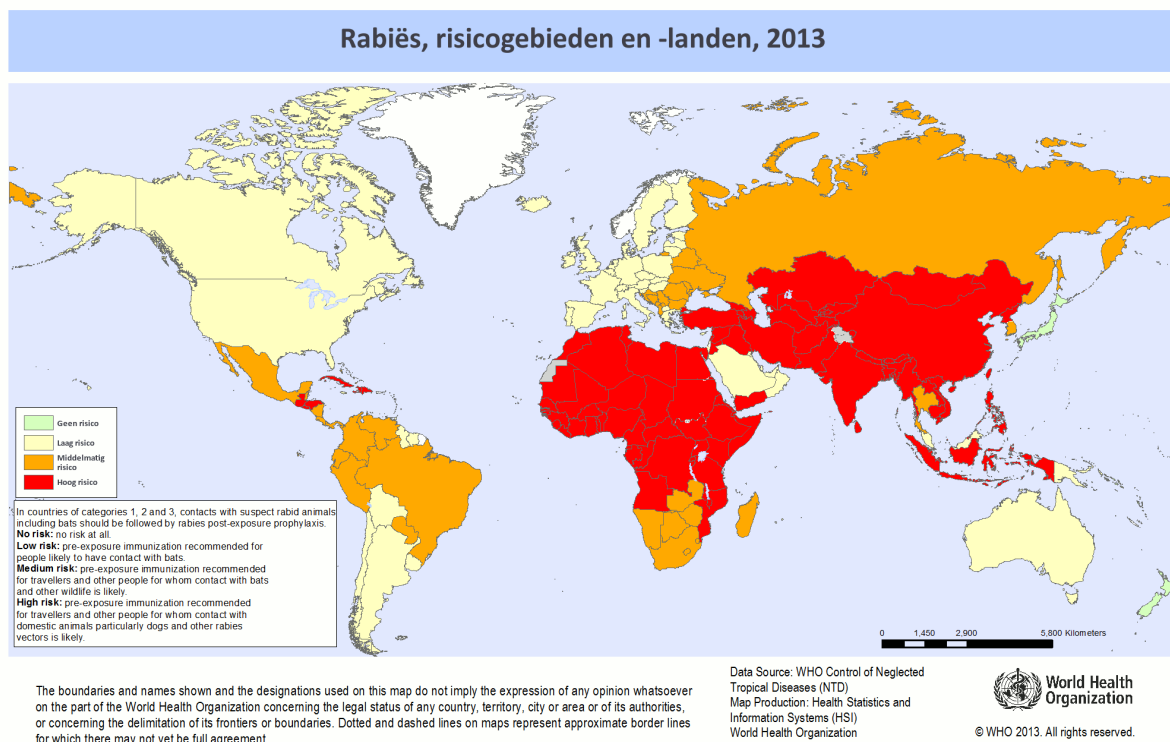 Rabiës, risicogebieden en -landen, 2013
Geen risico
Laag risico
Middelmatig
risico
Hoog risico
In countries of categories 1, 2 and 3, contacts with suspect rabid animals
including bats should be followed by rabies post-exposure prophylaxis.
No risk: no risk at all.
Low risk: pre-exposure immunization recommended for
people likely to have contact with bats.
Medium risk: pre-exposure immunization recommended
for travellers and other people for whom contact with bats
and other wildlife is likely.
High risk: pre-exposure immunization recommended
for travellers and other people for whom contact with
domestic animals particularly dogs and other rabies
vectors is likely.
0 1,450 2,900 5,800 Kilometers
The boundaries and names shown and the designations used on this map do not imply the expression of any opinion whatsoever
on the part of the World Health Organization concerning the legal status of any country, territory, city or area or of its authorities,
or concerning the delimitation of its frontiers or boundaries. Dotted and dashed lines on maps represent approximate border lines
for which there may not yet be full agreement.
Data Source: WHO Control of Neglected
Tropical Diseases (NTD)
Map Production: Health Statistics and
Information Systems (HSI)
World Health Organization
World Health
Organization
© WHO 2013. All rights reserved.